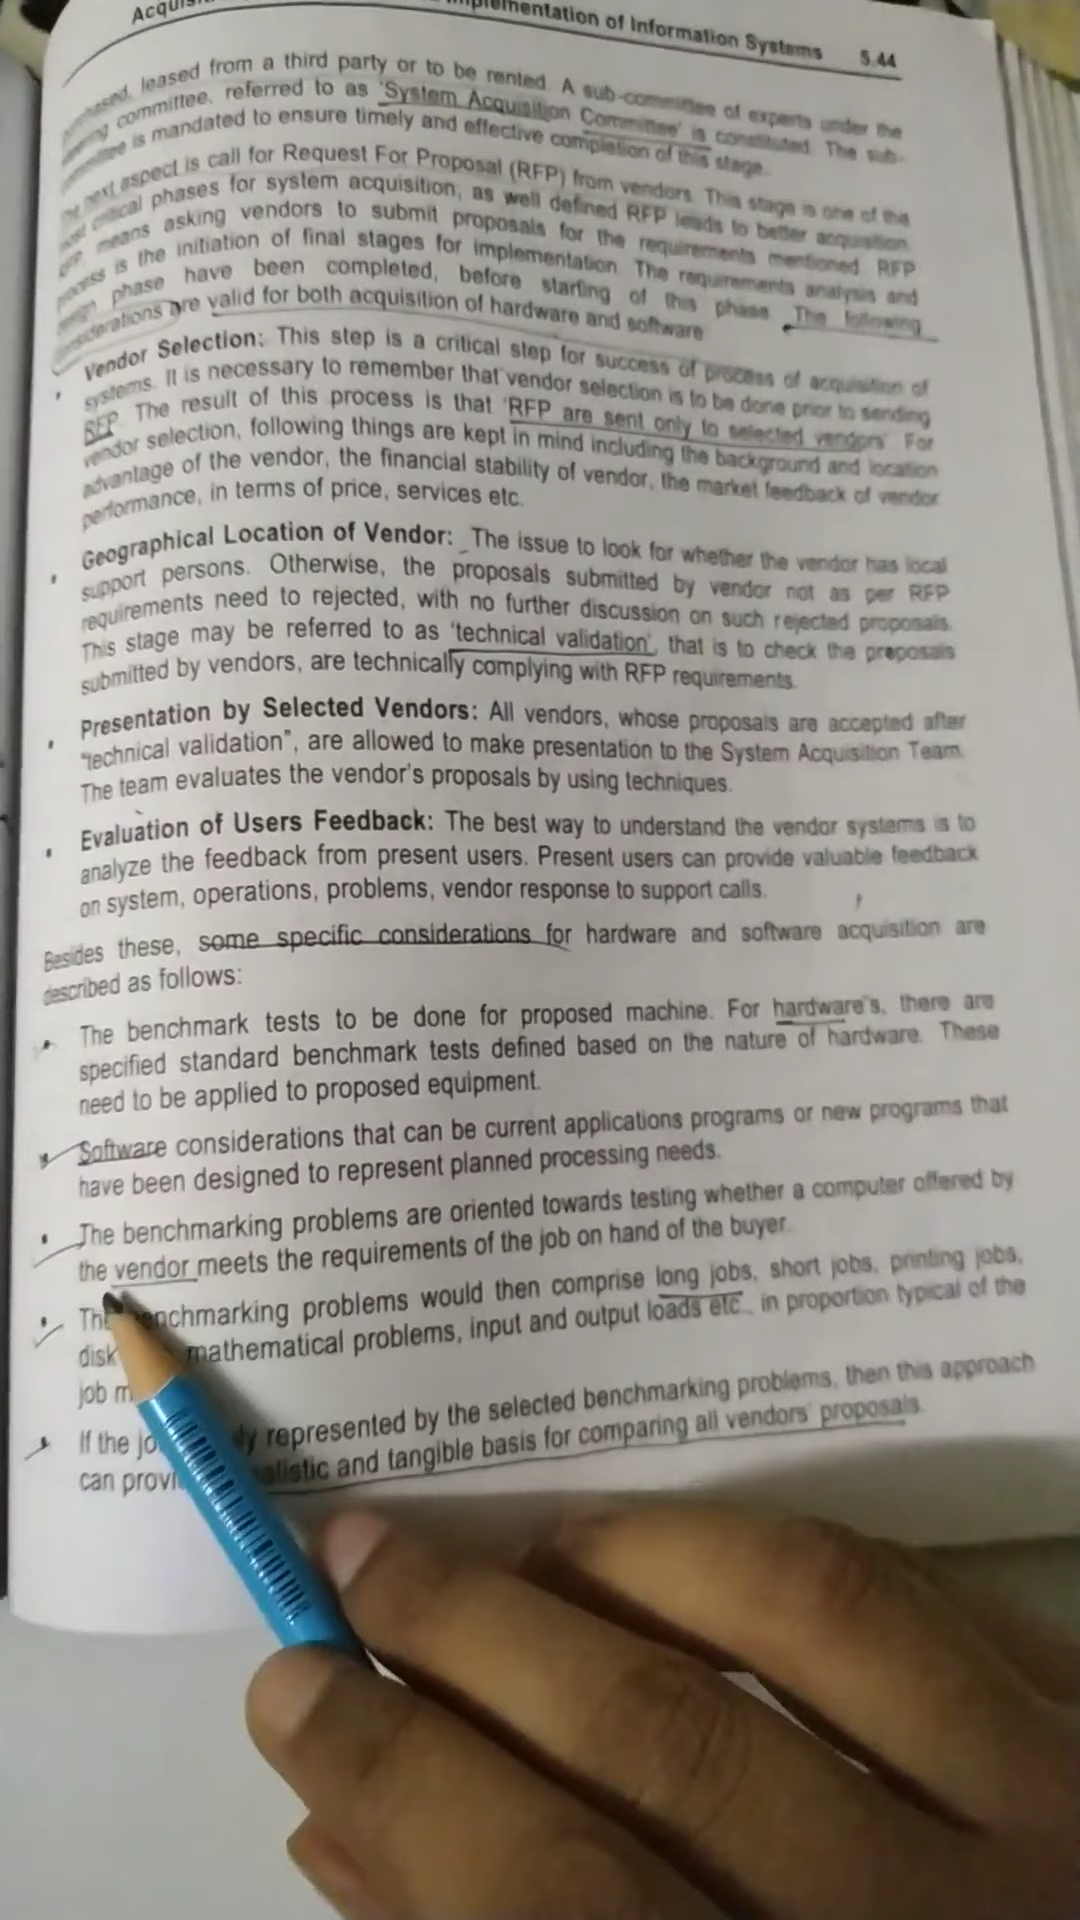 Acquis mplementation of Information Systems 5.44
purchased, leased from a third party or to be rented. A sub-committee of experts under the
committee, referred to as 'System Acquisition Committee' is constituted. The sub-
committee is mandated to ensure timely and effective completion of this stage.
The next aspect is call for Request For Proposal (RFP) from vendors. This stage is one of the
most critical phases for system acquisition, as well defined RFP leads to better acquisition.
RFP means asking vendors to submit proposals for the requirements mentioned. RFP
process is the initiation of final stages for implementation. The requirements analysis and
design phase have been completed, before starting of this phase. The following
considerations are valid for both acquisition of hardware and software
• Vendor Selection: This step is a critical step for success of process of acquisition of
systems. It is necessary to remember that vendor selection is to be done prior to sending
RFP. The result of this process is that 'RFP are sent only to selected vendors'. For
vendor selection, following things are kept in mind including the background and location
advantage of the vendor, the financial stability of vendor, the market feedback of vendor
performance, in terms of price, services etc.
• Geographical Location of Vendor: The issue to look for whether the vendor has local
support persons. Otherwise, the proposals submitted by vendor not as per RFP
requirements need to rejected, with no further discussion on such rejected proposals.
This stage may be referred to as 'technical validation', that is to check the proposals
submitted by vendors, are technically complying with RFP requirements.
• Presentation by Selected Vendors: All vendors, whose proposals are accepted after
"technical validation", are allowed to make presentation to the System Acquisition Team.
The team evaluates the vendor's proposals by using techniques.
• Evaluation of Users Feedback: The best way to understand the vendor systems is to
analyze the feedback from present users. Present users can provide valuable feedback
on system, operations, problems, vendor response to support calls.
Besides these, some specific considerations for hardware and software acquisition are
described as follows:
• The benchmark tests to be done for proposed machine. For hardware's, there are
specified standard benchmark tests defined based on the nature of hardware. These
need to be applied to proposed equipment.
• Software considerations that can be current applications programs or new programs that
have been designed to represent planned processing needs.
• The benchmarking problems are oriented towards testing whether a computer offered by
the vendor meets the requirements of the job on hand of the buyer.
• The benchmarking problems would then comprise long jobs, short jobs, printing jobs,
disk mathematical problems, input and output loads etc., in proportion typical of the
job m
• If the jo y represented by the selected benchmarking problems, then this approach
can provi alistic and tangible basis for comparing all vendors' proposals.